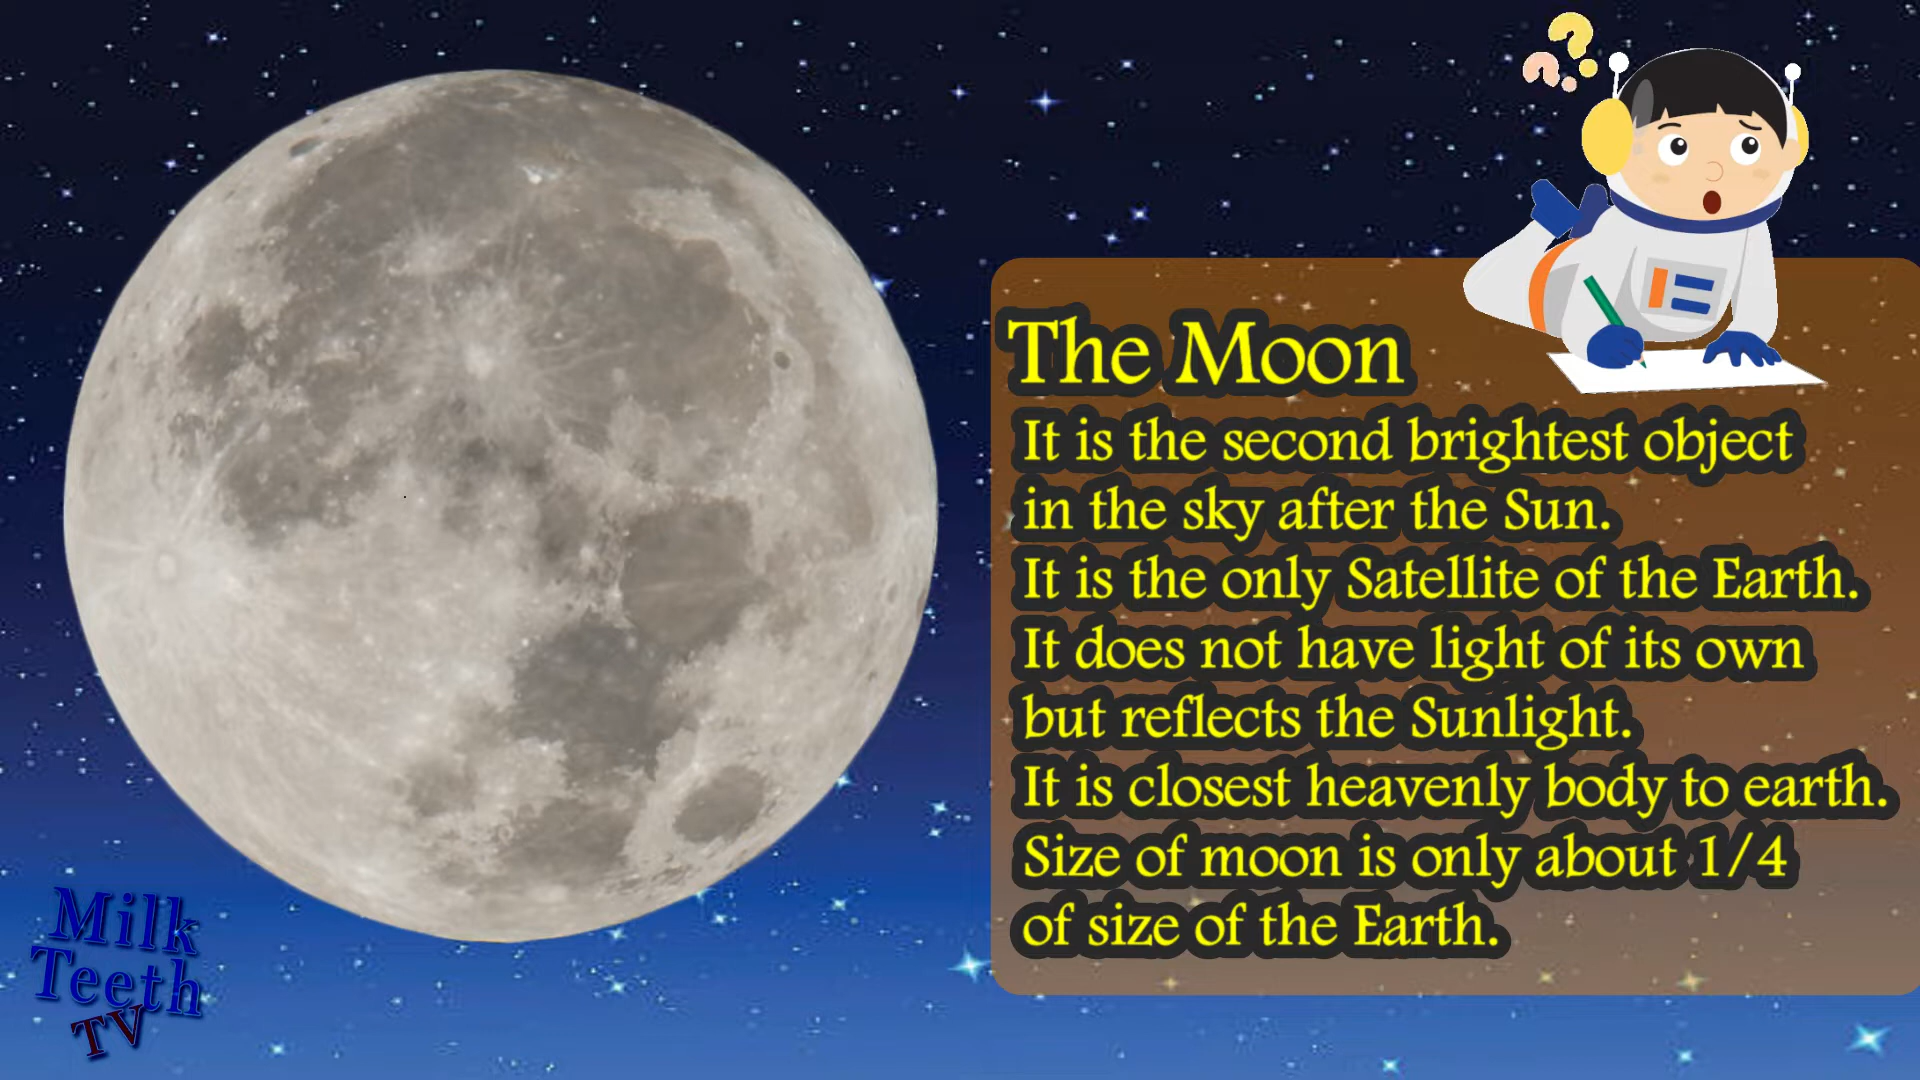 The Moon
It is the second brightest object
in the sky after the Sun.
It is the only Satellite of the Earth.
It does not have light of its own
but reflects the Sunlight.
It is closest heavenly body to earth.
Size of moon is only about 1/4
of size of the Earth.
Milk
Teeth
TV